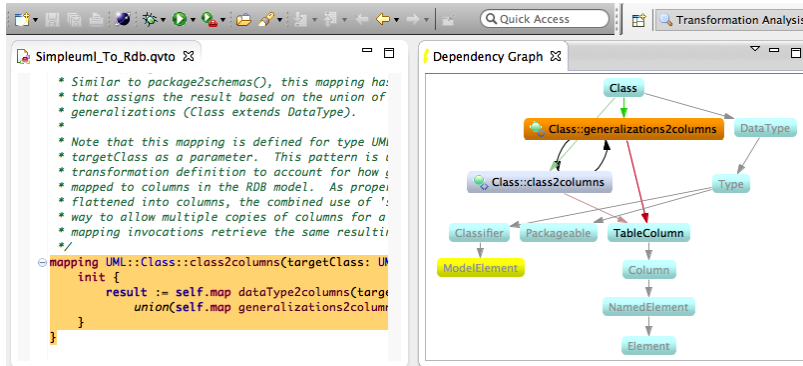 Quick Access
Transformation Analysis
Simpleuml_To_Rdb.qvto
* Similar to package2schemas(), this mapping has
* that assigns the result based on the union of
* generalizations (Class extends DataType).
*
* Note that this mapping is defined for type UML
* targetClass as a parameter.  This pattern is u
* transformation definition to account for how g
* mapped to columns in the RDB model.  As proper
* flattened into columns, the combined use of 's
* way to allow multiple copies of columns for a
* mapping invocations retrieve the same resultin
*/
mapping UML::Class::class2columns(targetClass: UM
init {
result := self.map dataType2columns(targe
union(self.map generalizations2column
}
}
Dependency Graph
Class
Class::generalizations2columns
DataType
Class::class2columns
Type
Classifier
Packageable
TableColumn
ModelElement
Column
NamedElement
Element